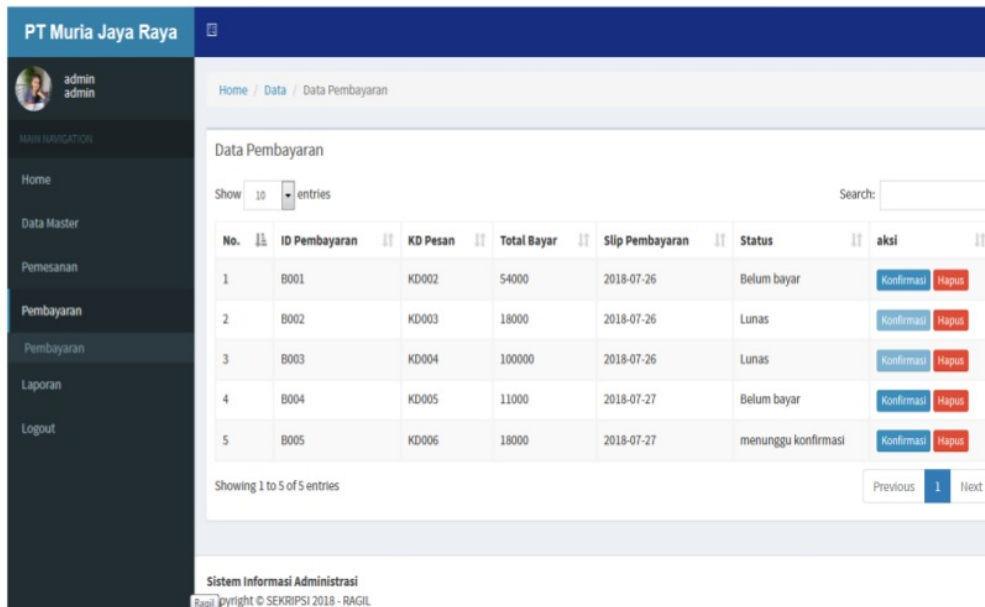 PT Muria Jaya Raya
admin
admin
MAIN NAVIGATION
Home
Data Master
Pemesanan
Pembayaran
Pembayaran
Laporan
Logout
Home / Data / Data Pembayaran
Data Pembayaran
Show 10 entries Search:
No. ID Pembayaran KD Pesan Total Bayar Slip Pembayaran Status aksi
1 B001 KD002 54000 2018-07-26 Belum bayar Konfirmasi Hapus
2 B002 KD003 18000 2018-07-26 Lunas Konfirmasi Hapus
3 B003 KD004 100000 2018-07-26 Lunas Konfirmasi Hapus
4 B004 KD005 11000 2018-07-27 Belum bayar Konfirmasi Hapus
5 B005 KD006 18000 2018-07-27 menunggu konfirmasi Konfirmasi Hapus
Showing 1 to 5 of 5 entries Previous 1 Next
Sistem Informasi Administrasi
Ragil pyright © SEKRIPSI 2018 - RAGIL